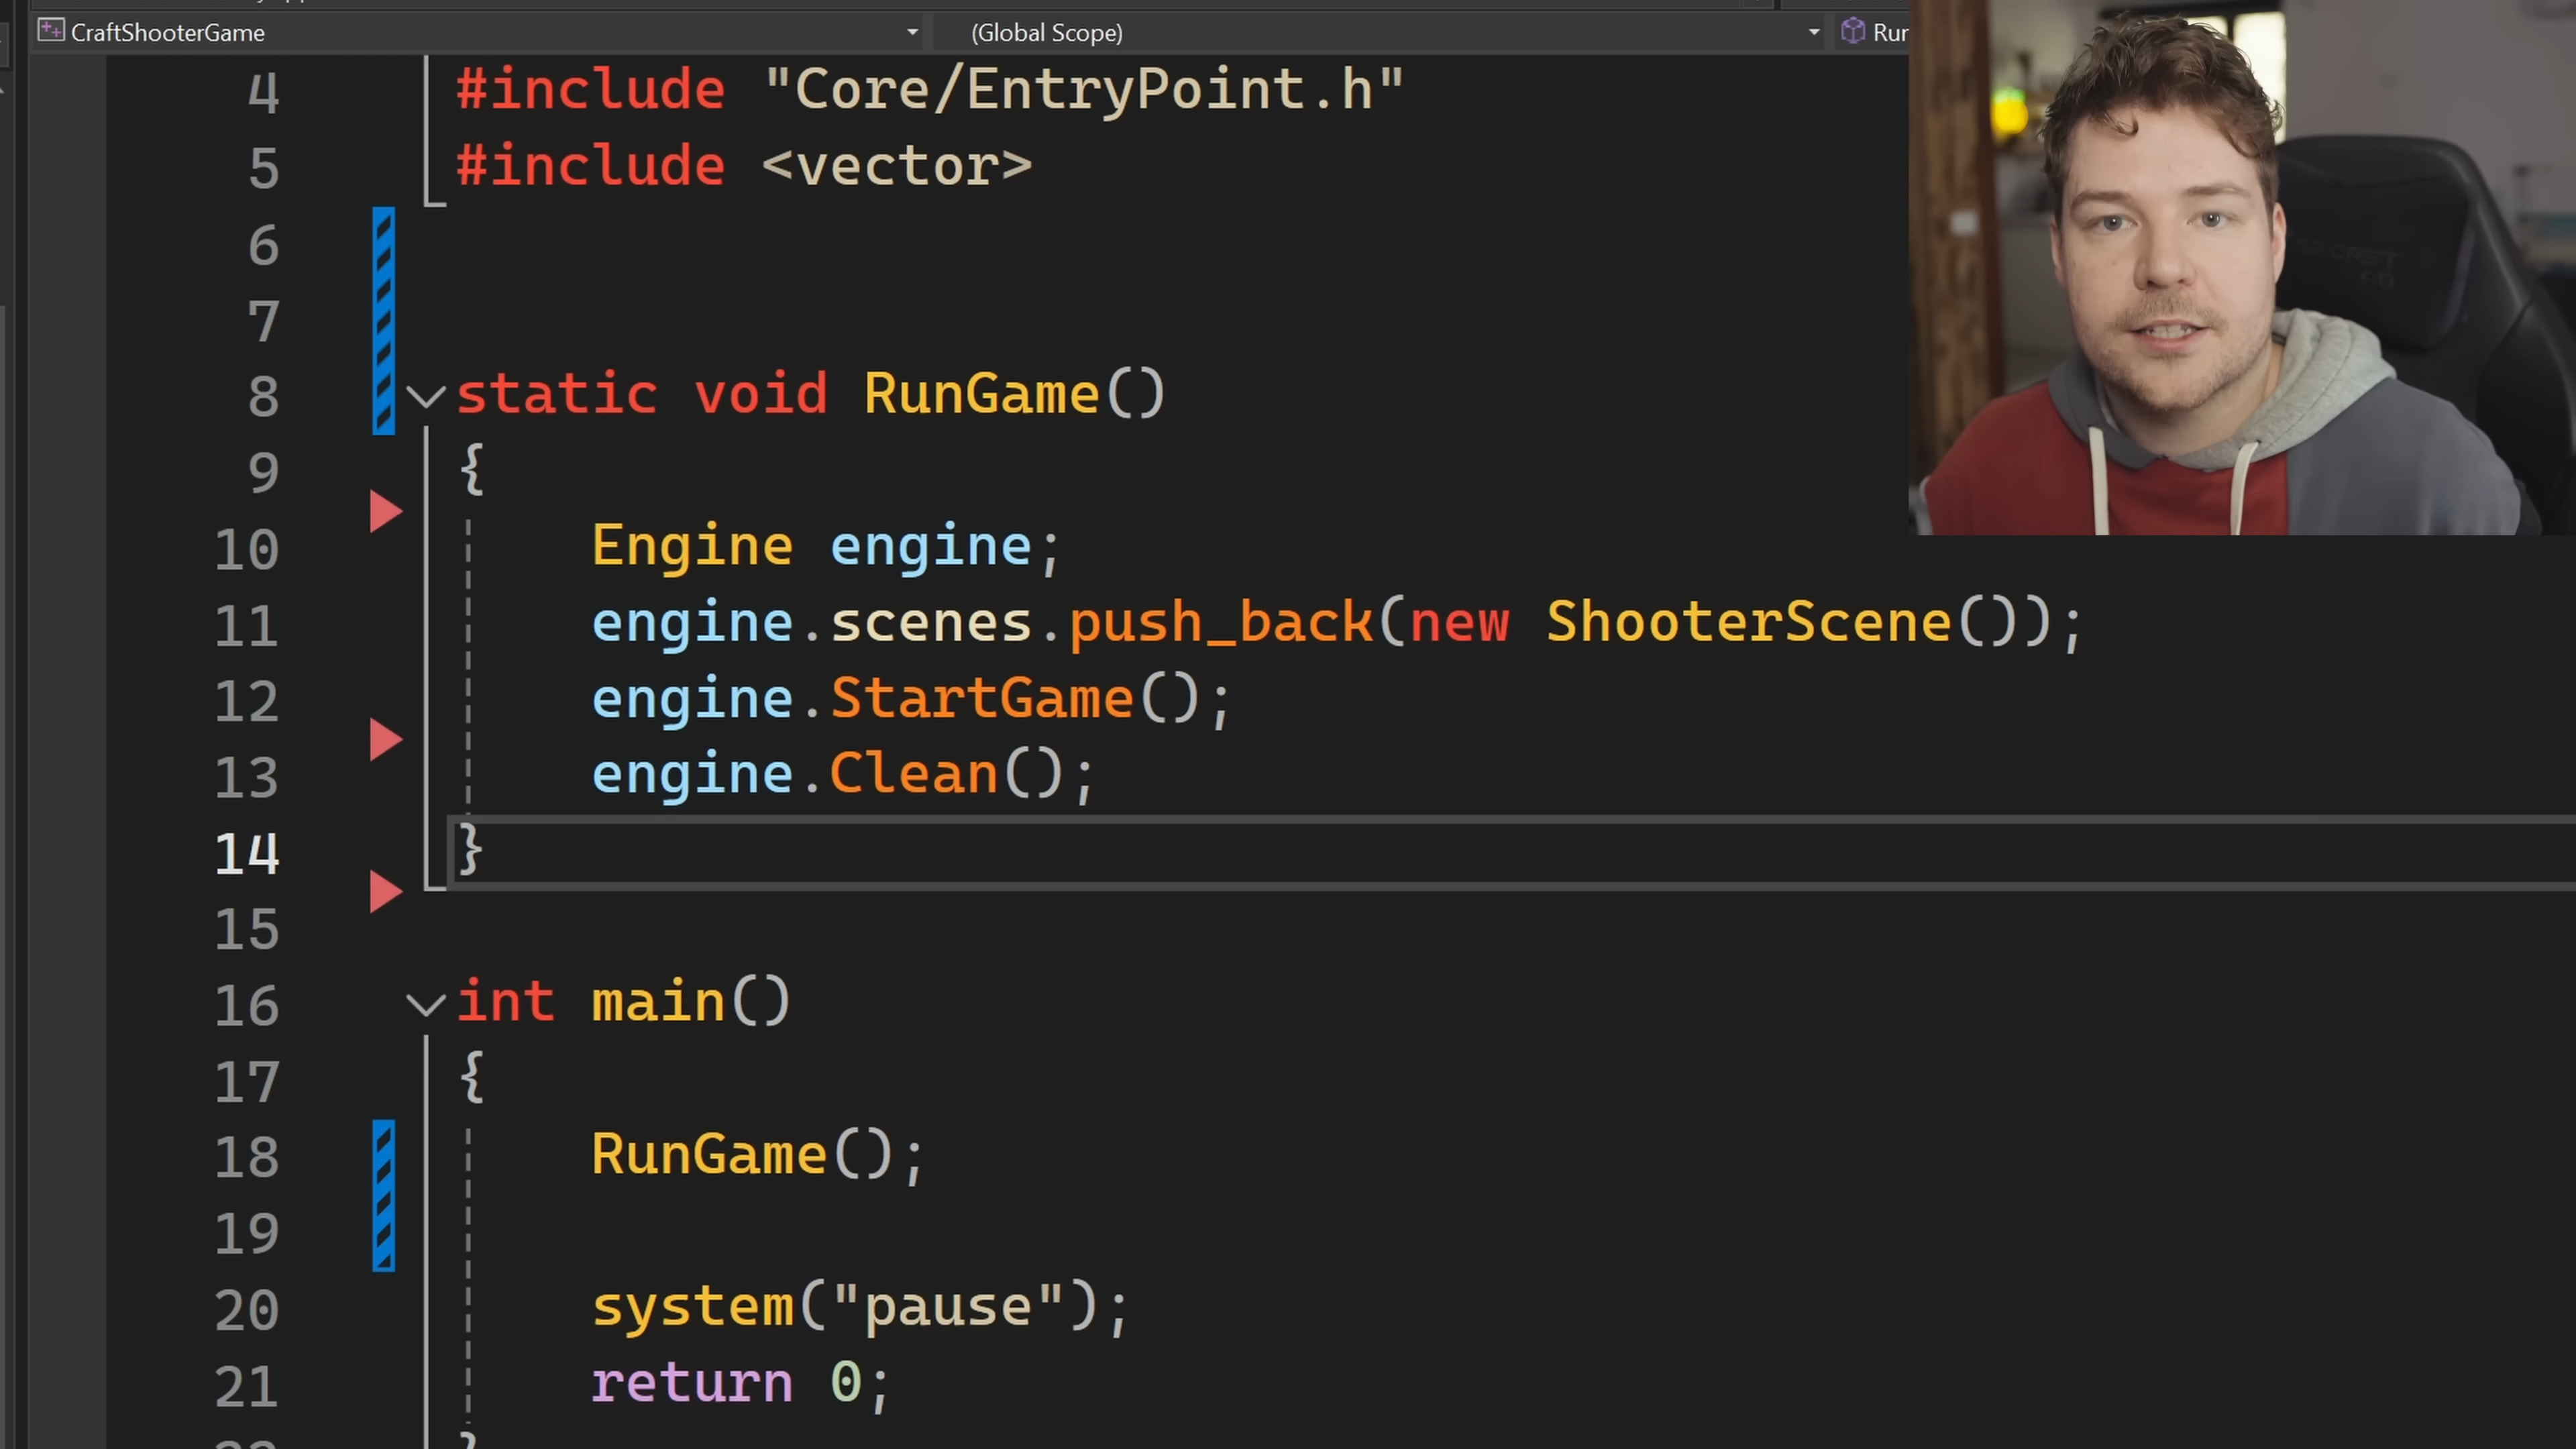 CraftShooterGame
(Global Scope)
4 #include "Core/EntryPoint.h"
5 #include <vector>
6
7
8 static void RunGame()
9 {
10 Engine engine;
11 engine.scenes.push_back(new ShooterScene());
12 engine.StartGame();
13 engine.Clean();
14 }
15
16 int main()
17 {
18 RunGame();
19
20 system("pause");
21 return 0;